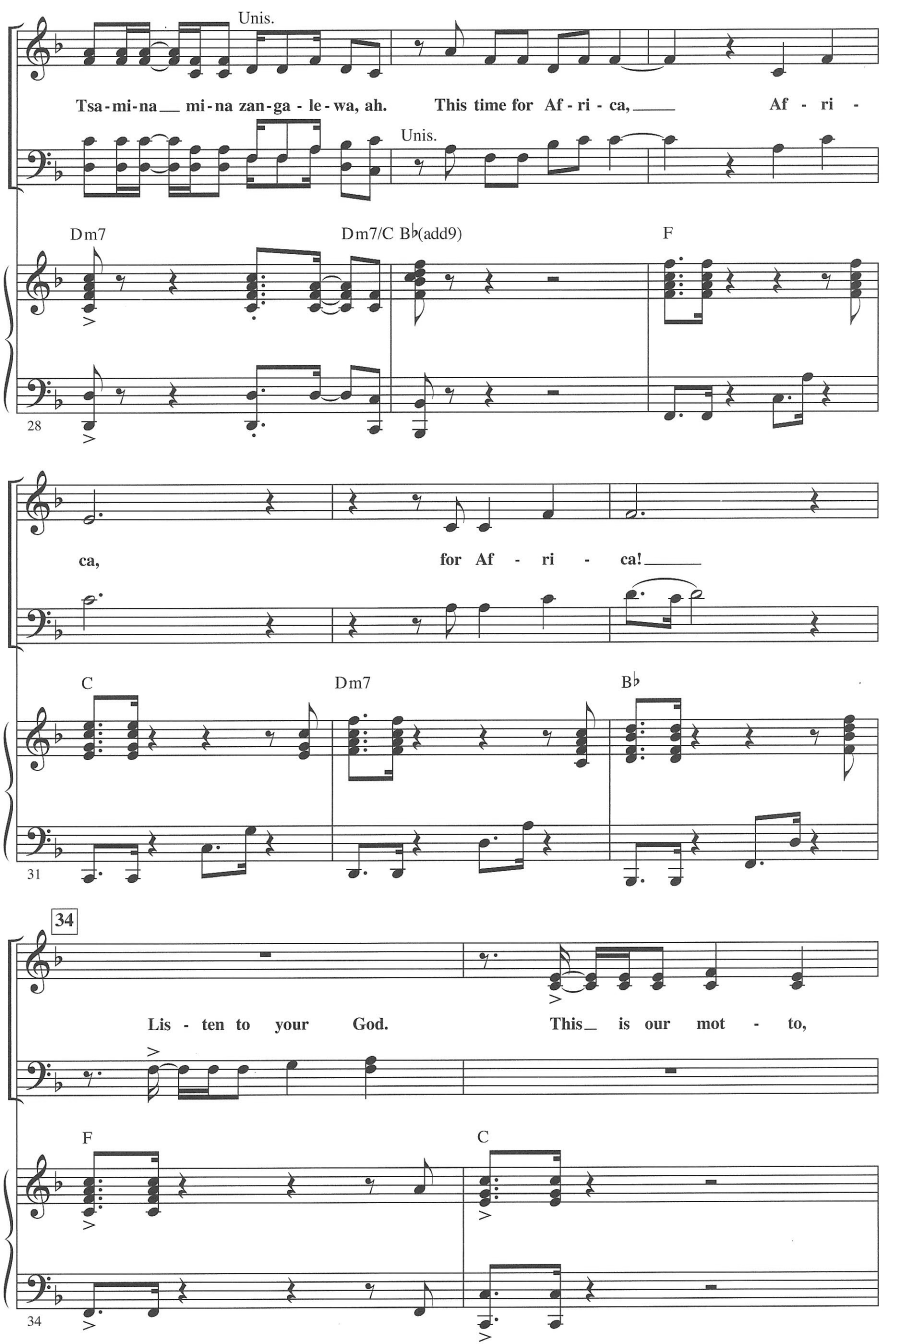 Unis.
Tsa - mi - na mi - na zan - ga - le - wa, ah. This time for Af - ri - ca, Af - ri -
Unis.
Dm7 Dm7/C B♭(add9) F
28
ca, for Af - ri - ca!
C Dm7 B♭
31
34
Lis - ten to your God. This is our mot - to,
F C
34